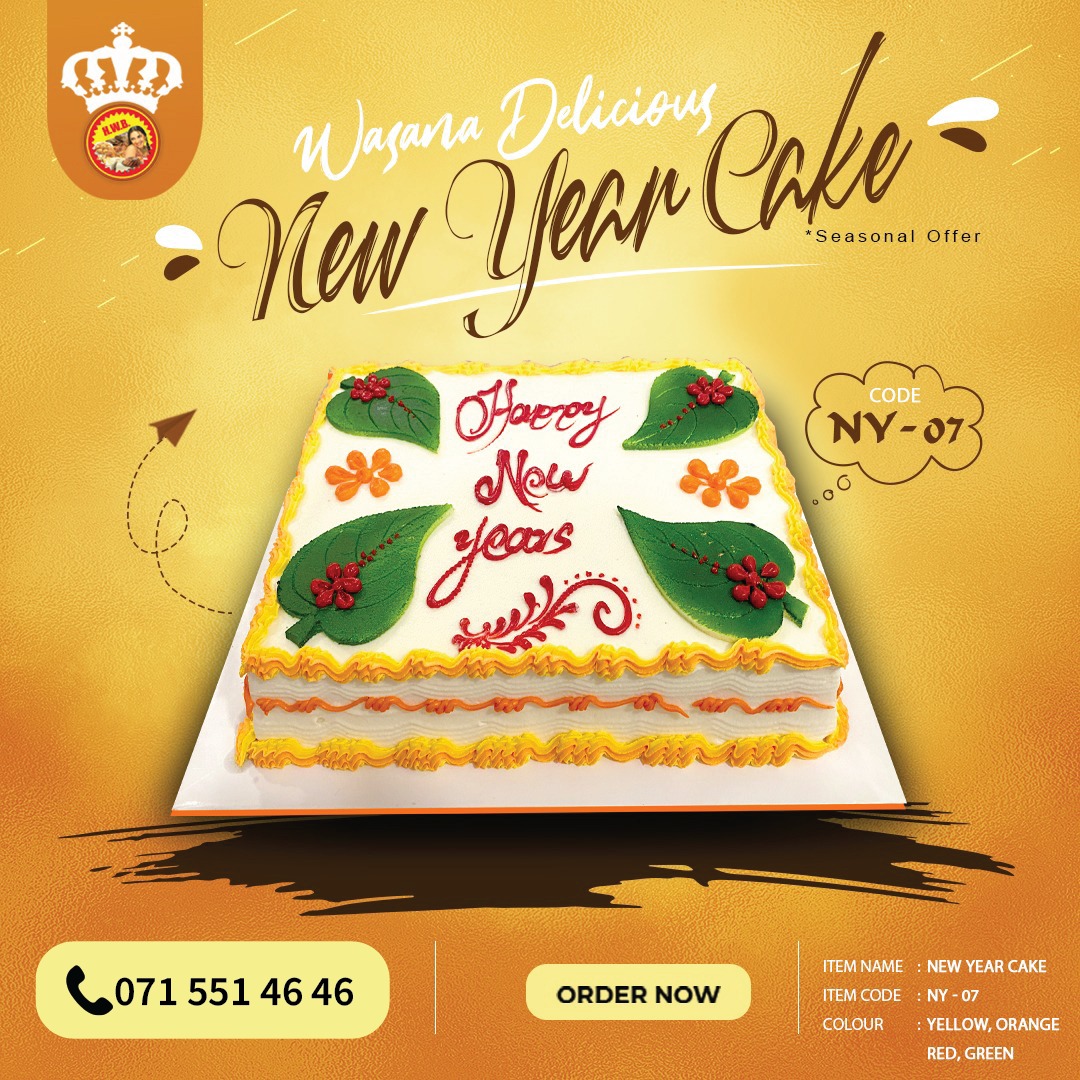 N.W.B.
Wasana Delicious
New Year Cake
*Seasonal Offer
CODE
NY-07
Happy
New
years
071 551 46 46
ORDER NOW
ITEM NAME : NEW YEAR CAKE
ITEM CODE : NY - 07
COLOUR : YELLOW, ORANGE
RED, GREEN